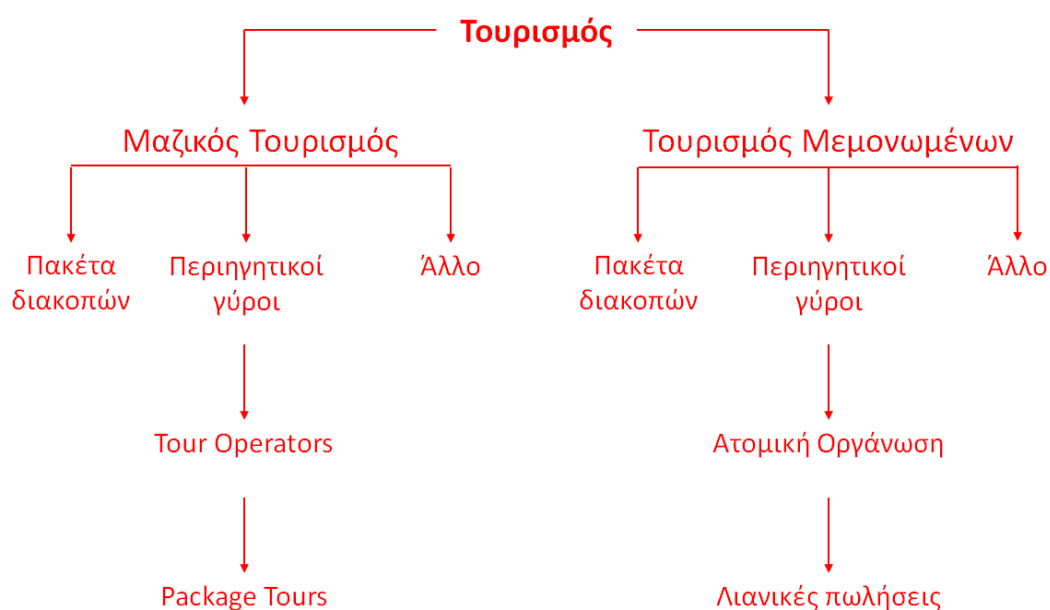 Τουρισμός
Μαζικός Τουρισμός
Τουρισμός Μεμονωμένων
Πακέτα
διακοπών
Περιηγητικοί
γύροι
Άλλο
Πακέτα
διακοπών
Περιηγητικοί
γύροι
Άλλο
Tour Operators
Ατομική Οργάνωση
Package Tours
Λιανικές πωλήσεις